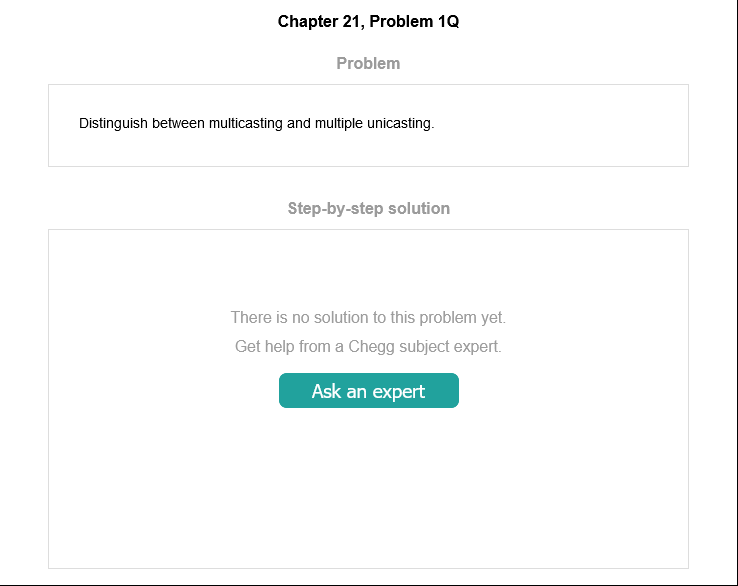 Chapter 21, Problem 1Q
Problem
Distinguish between multicasting and multiple unicasting.
Step-by-step solution
There is no solution to this problem yet.
Get help from a Chegg subject expert.
Ask an expert